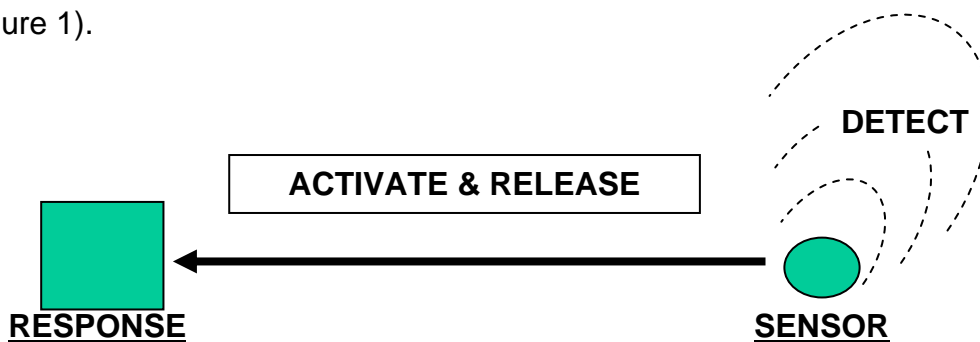 ure 1).
DETECT
ACTIVATE & RELEASE
RESPONSE
SENSOR